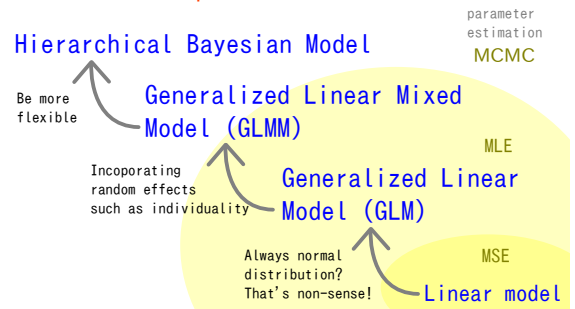 parameter
estimation
MCMC
Hierarchical Bayesian Model
Be more
flexible
Generalized Linear Mixed
Model (GLMM)
MLE
Incoporating
random effects
such as individuality
Generalized Linear
Model (GLM)
Always normal
distribution?
That's non-sense!
MSE
Linear model